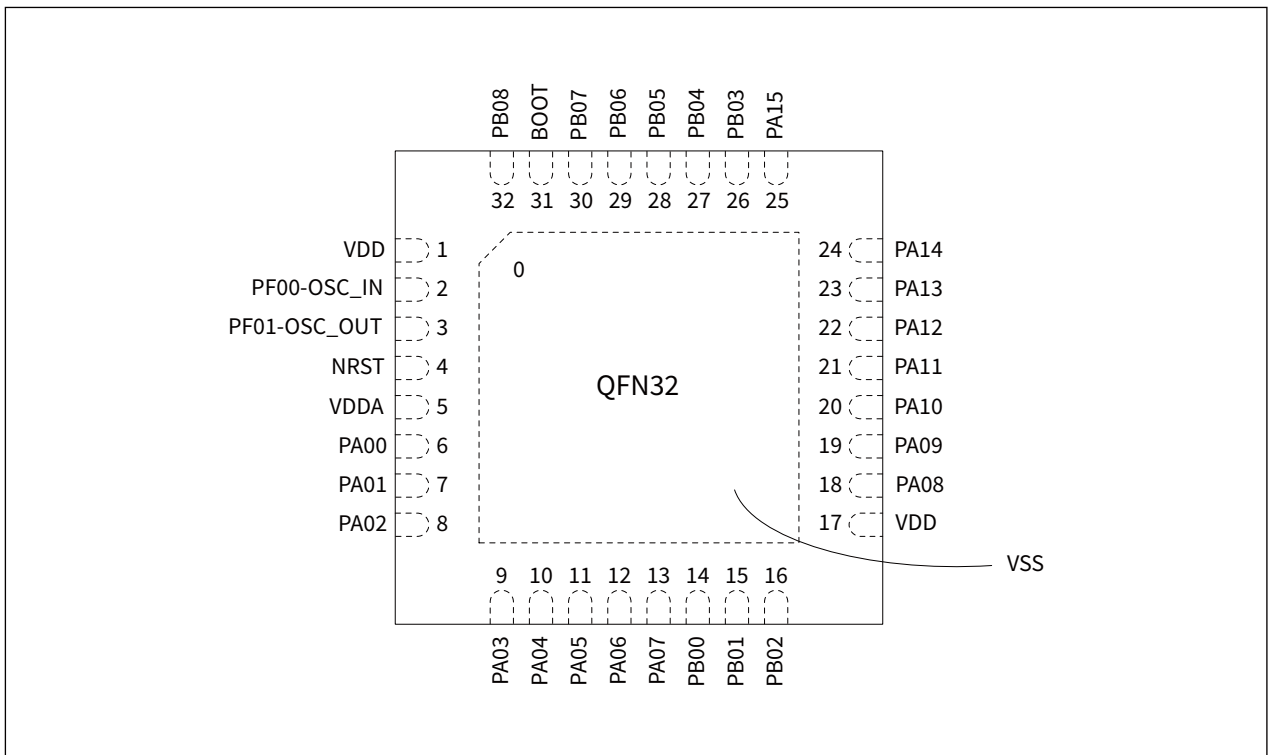 PB08
BOOT
PB07
PB06
PB05
PB04
PB03
PA15
32 31 30 29 28 27 26 25
VDD 1
PF00-OSC_IN 2
PF01-OSC_OUT 3
NRST 4
VDDA 5
PA00 6
PA01 7
PA02 8
0
QFN32
24 PA14
23 PA13
22 PA12
21 PA11
20 PA10
19 PA09
18 PA08
17 VDD
VSS
9 10 11 12 13 14 15 16
PA03
PA04
PA05
PA06
PA07
PB00
PB01
PB02